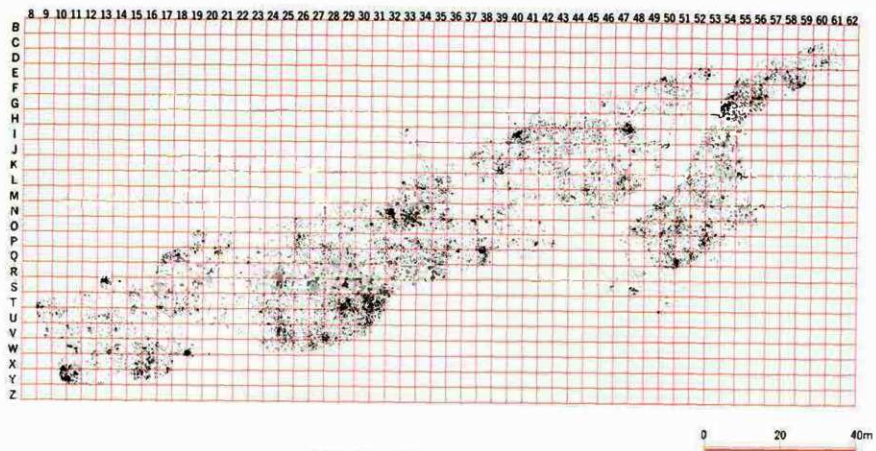 8 9 10 11 12 13 14 15 16 17 18 19 20 21 22 23 24 25 26 27 28 29 30 31 32 33 34 35 36 37 38 39 40 41 42 43 44 45 46 47 48 49 50 51 52 53 54 55 56 57 58 59 60 61 62
B
C
D
E
F
G
H
I
J
K
L
M
N
O
P
Q
R
S
T
U
V
W
X
Y
Z
0 20 40m